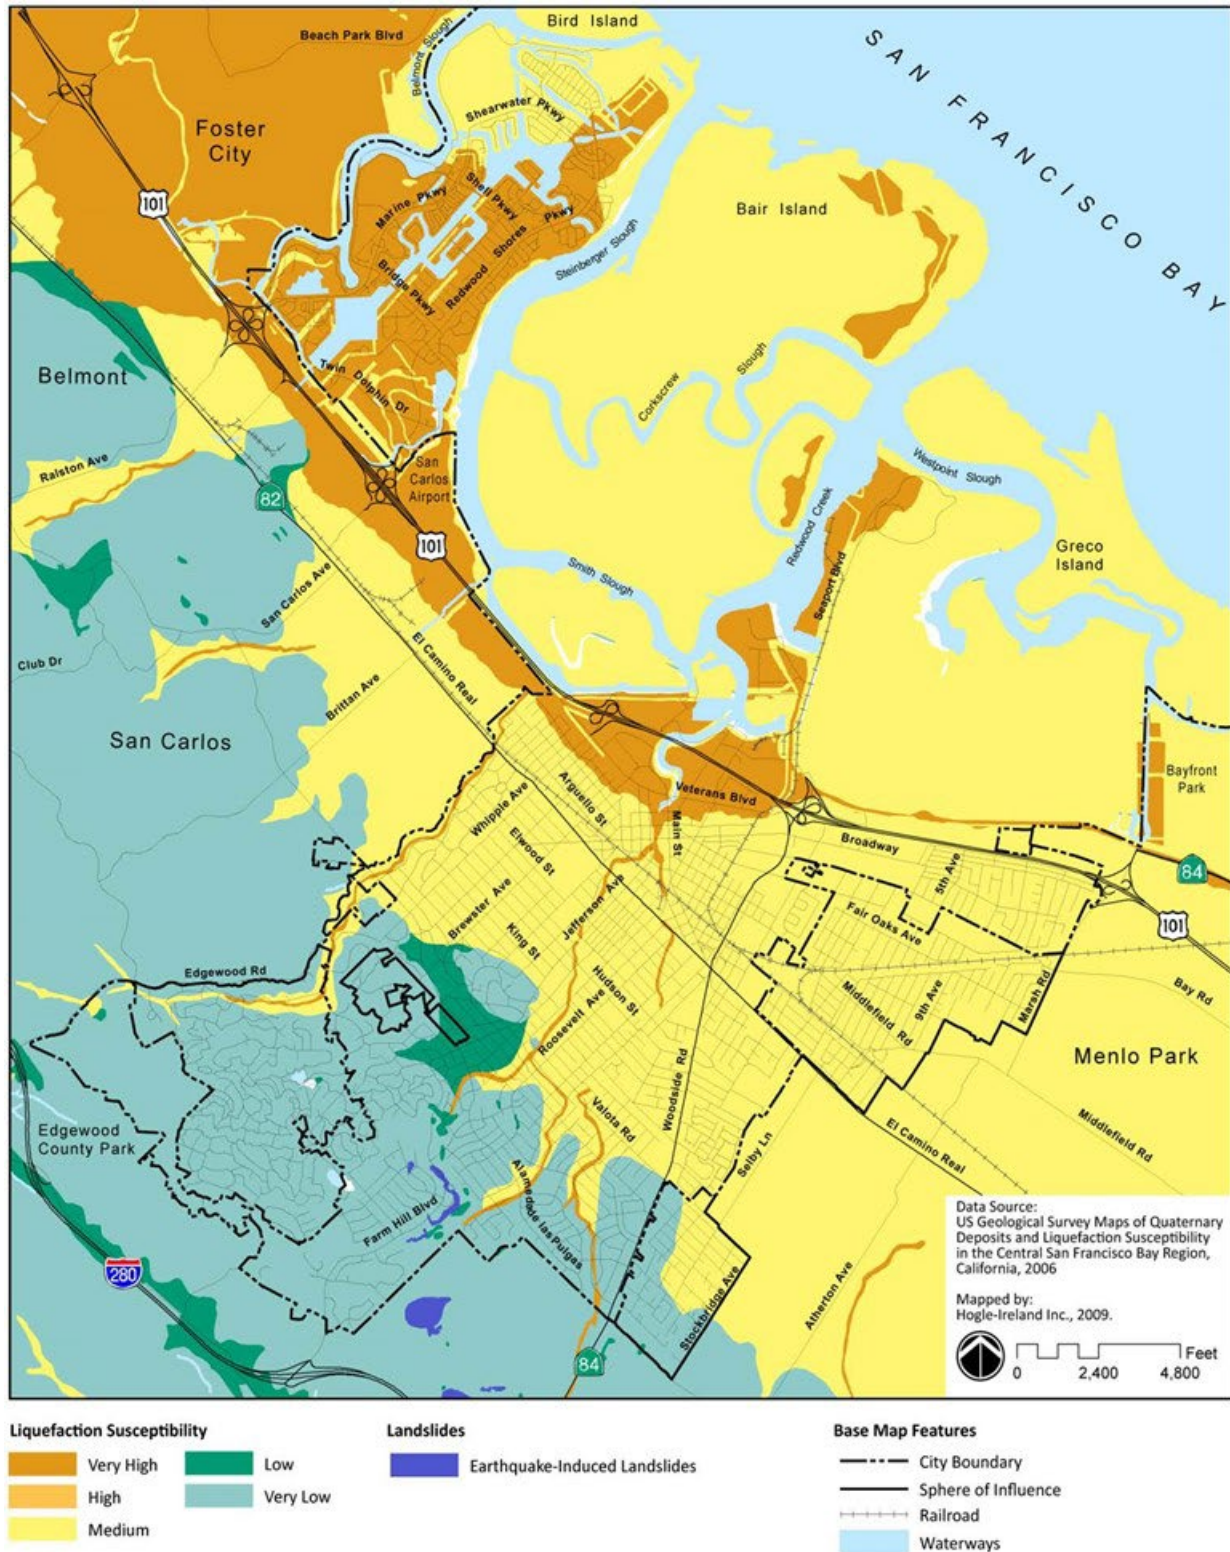 Bird Island
Beach Park Blvd
Belmont Slough
SAN FRANCISCO BAY
Shearwater Pkwy
Foster
City
101
Marine Pkwy
Shell Pkwy
Redwood Shores Pkwy
Bridge Pkwy
Bair Island
Steinberger Slough
Belmont
Twin Dolphin Dr
Corkscrew Slough
Ralston Ave
San
Carlos
Airport
82
101
Westpoint Slough
Redwood Creek
Greco
Island
Smith Slough
Seaport Blvd
San Carlos Ave
Club Dr
El Camino Real
Brittan Ave
San Carlos
Bayfront
Park
Veterans Blvd
Arguello St
Whipple Ave
Main St
Broadway
Elwood St
5th Ave
84
Jefferson Ave
Brewster Ave
Fair Oaks Ave
101
King St
Edgewood Rd
Hudson St
Middlefield Rd
9th Ave
Marsh Rd
Bay Rd
Roosevelt Ave
Woodside Rd
Menlo Park
Valota Rd
Edgewood
County Park
El Camino Real
Middlefield Rd
Selby Ln
Alameda de las Pulgas
Farm Hill Blvd
280
Stockbridge Ave
Atherton Ave
84
Data Source:
US Geological Survey Maps of Quaternary
Deposits and Liquefaction Susceptibility
in the Central San Francisco Bay Region,
California, 2006
Mapped by:
Hogle-Ireland Inc., 2009.
Feet
0 2,400 4,800
Liquefaction Susceptibility
Very High
High
Medium
Low
Very Low
Landslides
Earthquake-Induced Landslides
Base Map Features
City Boundary
Sphere of Influence
Railroad
Waterways